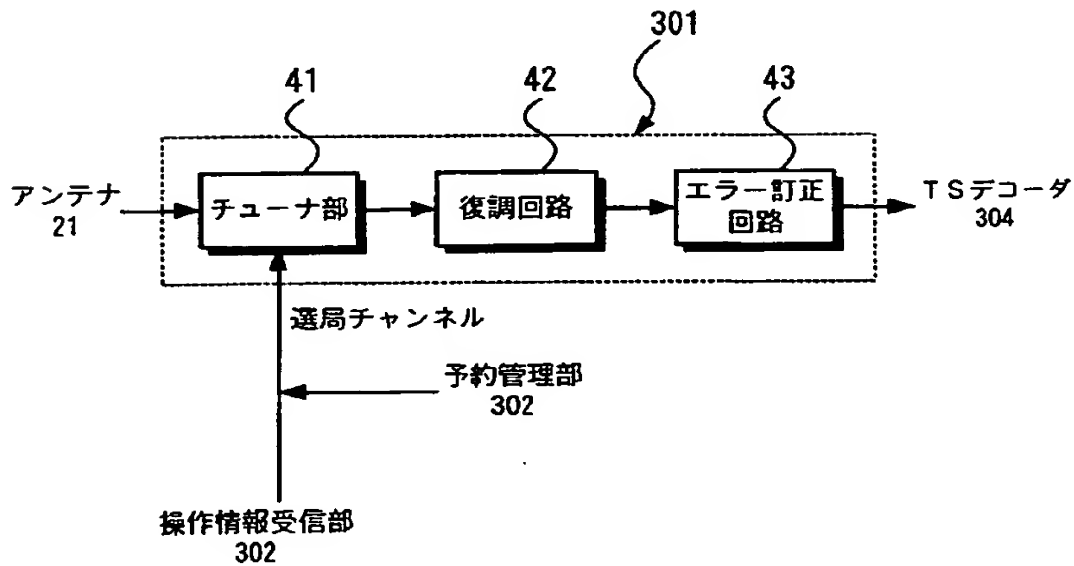 301
41
42
43
アンテナ
21
チューナ部
復調回路
エラー訂正
回路
TSデコーダ
304
選局チャンネル
予約管理部
302
操作情報受信部
302